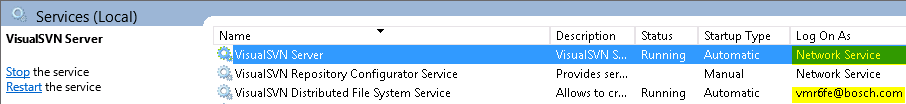 Services (Local)
VisualSVN Server
Stop the service
Restart the service
Name Description Status Startup Type Log On As
VisualSVN Server VisualSVN S... Running Automatic Network Service
VisualSVN Repository Configurator Service Provides ser... Manual Network Service
VisualSVN Distributed File System Service Allows to cr... Running Automatic vmr6fe@bosch.com